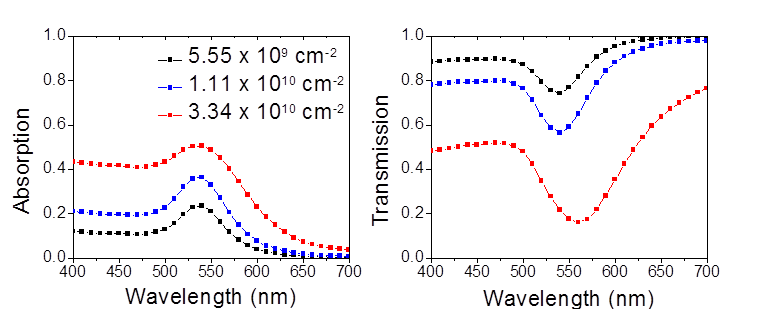 1.0
0.8
0.6
0.4
0.2
0.0
Absorption
5.55 x 10⁹ cm⁻²
1.11 x 10¹⁰ cm⁻²
3.34 x 10¹⁰ cm⁻²
400 450 500 550 600 650 700
Wavelength (nm)
1.0
0.8
0.6
0.4
0.2
0.0
Transmission
400 450 500 550 600 650 700
Wavelength (nm)